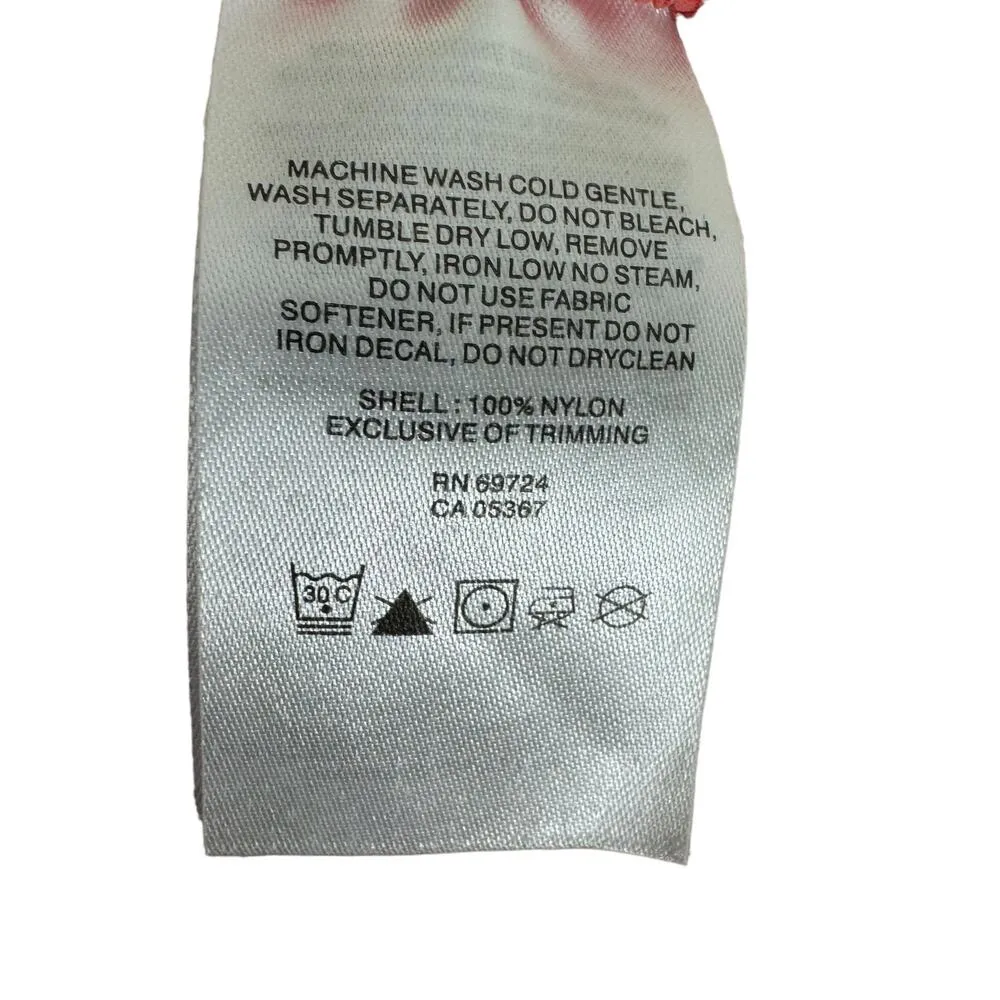 MACHINE WASH COLD GENTLE,
WASH SEPARATELY, DO NOT BLEACH,
TUMBLE DRY LOW, REMOVE
PROMPTLY, IRON LOW NO STEAM,
DO NOT USE FABRIC
SOFTENER, IF PRESENT DO NOT
IRON DECAL, DO NOT DRYCLEAN
SHELL : 100% NYLON
EXCLUSIVE OF TRIMMING
RN 69724
CA 05367
30 C